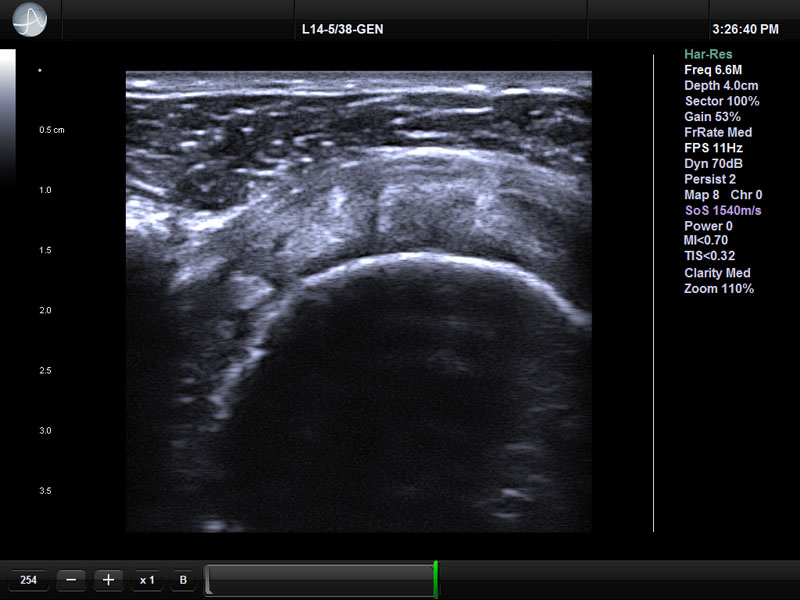 L14-5/38-GEN
3:26:40 PM
Har-Res
Freq 6.6M
Depth 4.0cm
Sector 100%
Gain 53%
FrRate Med
FPS 11Hz
Dyn 70dB
Persist 2
Map 8 Chr 0
SoS 1540m/s
Power 0
MI<0.70
TIS<0.32
Clarity Med
Zoom 110%
0.5 cm
1.0
1.5
2.0
2.5
3.0
3.5
254 − + x 1 B